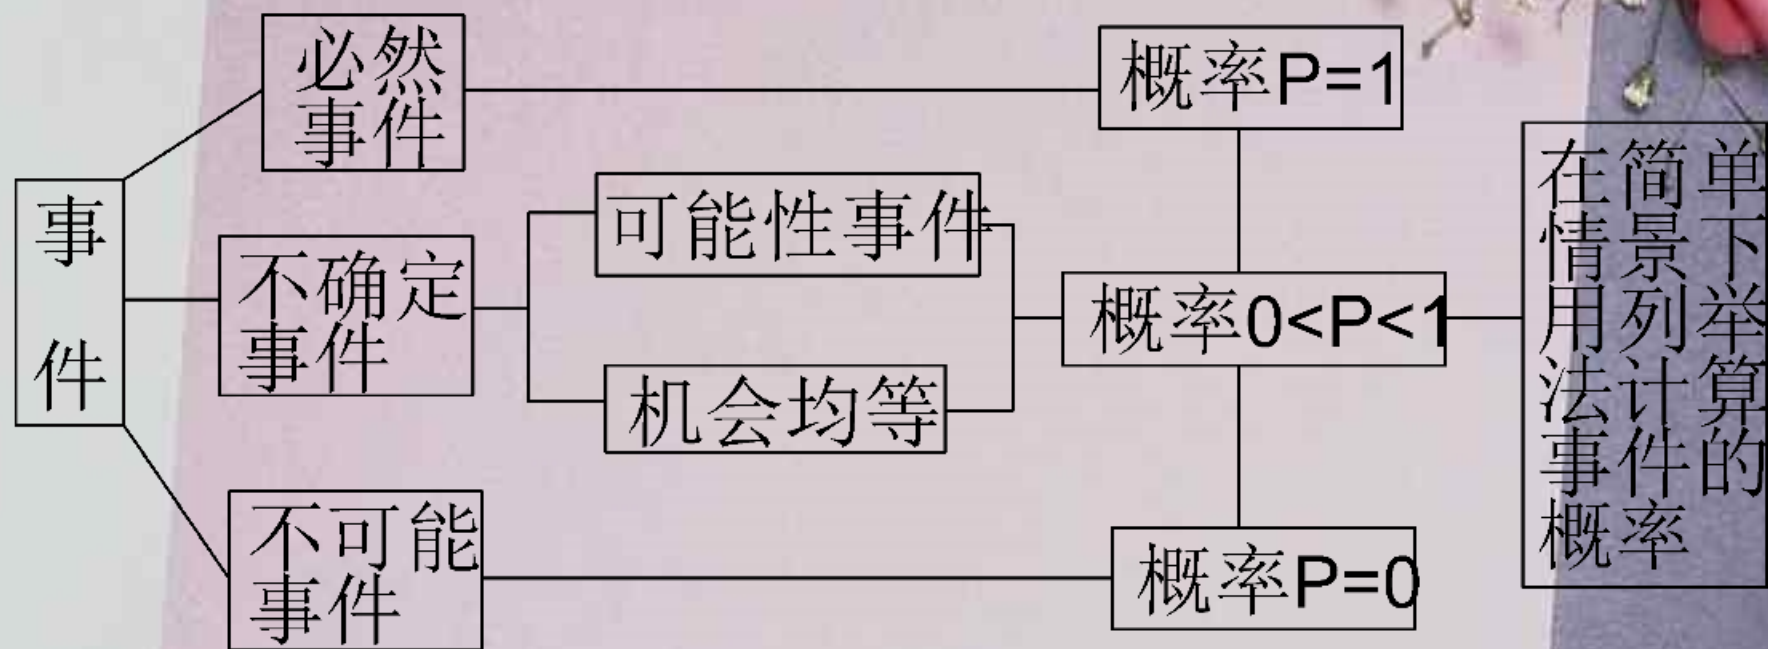 事
件
必然
事件
不确定
事件
不可能
事件
可能性事件
机会均等
概率P=1
概率0<P<1
概率P=0
在简单
情景下
用列举
法计算
事件的
概率